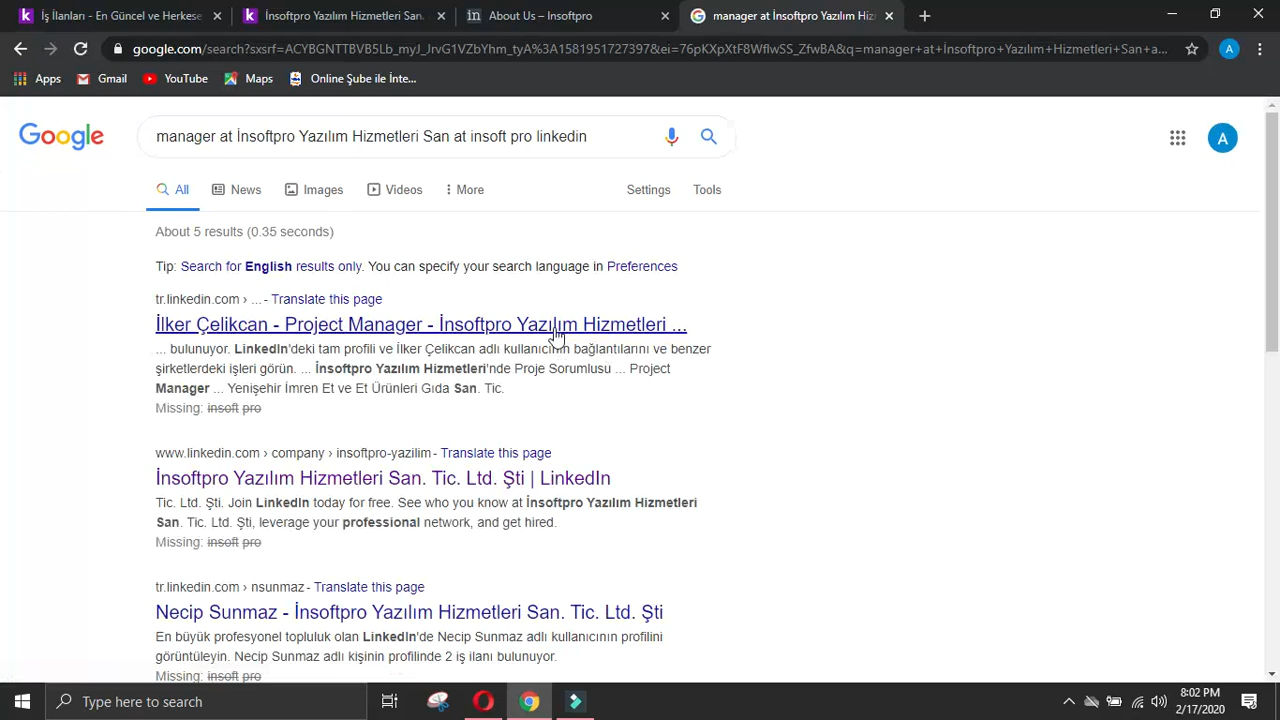 İş İlanları - En Güncel ve Herkese
İnsoftpro Yazılım Hizmetleri San.
About Us – Insoftpro
manager at İnsoftpro Yazılım Hiz
google.com/search?sxsrf=ACYBGNTTBVB5Lb_myJ_JrvG1VZbYhm_tyA%3A1581951727397&ei=76pKXpXtF8WflwSS_ZfwBA&q=manager+at+İnsoftpro+Yazılım+Hizmetleri+San+a...
A
Apps
Gmail
YouTube
Maps
Online Şube ile İnte...
Google
manager at İnsoftpro Yazılım Hizmetleri San at insoft pro linkedin
A
All
News
Images
Videos
More
Settings
Tools
About 5 results (0.35 seconds)
Tip: Search for English results only. You can specify your search language in Preferences
tr.linkedin.com › ... - Translate this page
İlker Çelikcan - Project Manager - İnsoftpro Yazılım Hizmetleri ...
... bulunuyor. LinkedIn'deki tam profili ve İlker Çelikcan adlı kullanıcının bağlantılarını ve benzer
şirketlerdeki işleri görün. ... İnsoftpro Yazılım Hizmetleri'nde Proje Sorumlusu ... Project
Manager ... Yenişehir İmren Et ve Et Ürünleri Gıda San. Tic.
Missing: insoft pro
www.linkedin.com › company › insoftpro-yazilim - Translate this page
İnsoftpro Yazılım Hizmetleri San. Tic. Ltd. Şti | LinkedIn
Tic. Ltd. Şti. Join LinkedIn today for free. See who you know at İnsoftpro Yazılım Hizmetleri
San. Tic. Ltd. Şti, leverage your professional network, and get hired.
Missing: insoft pro
tr.linkedin.com › nsunmaz - Translate this page
Necip Sunmaz - İnsoftpro Yazılım Hizmetleri San. Tic. Ltd. Şti
En büyük profesyonel topluluk olan LinkedIn'de Necip Sunmaz adlı kullanıcının profilini
görüntüleyin. Necip Sunmaz adlı kişinin profilinde 2 iş ilanı bulunuyor.
Missing: insoft pro
Type here to search
8:02 PM
2/17/2020